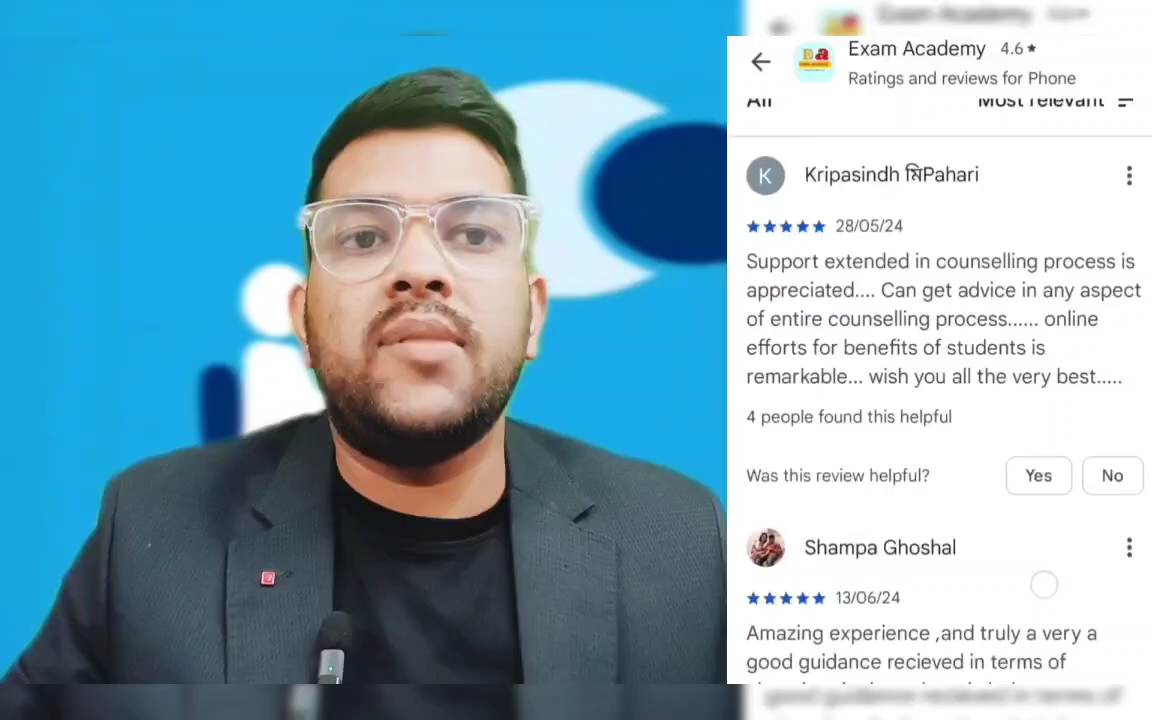 Exam Academy 4.6★
Ratings and reviews for Phone
All Most relevant
K Kripasindh মিPahari
28/05/24
Support extended in counselling process is
appreciated.... Can get advice in any aspect
of entire counselling process...... online
efforts for benefits of students is
remarkable... wish you all the very best.....
4 people found this helpful
Was this review helpful? Yes No
Shampa Ghoshal
13/06/24
Amazing experience ,and truly a very a
good guidance recieved in terms of